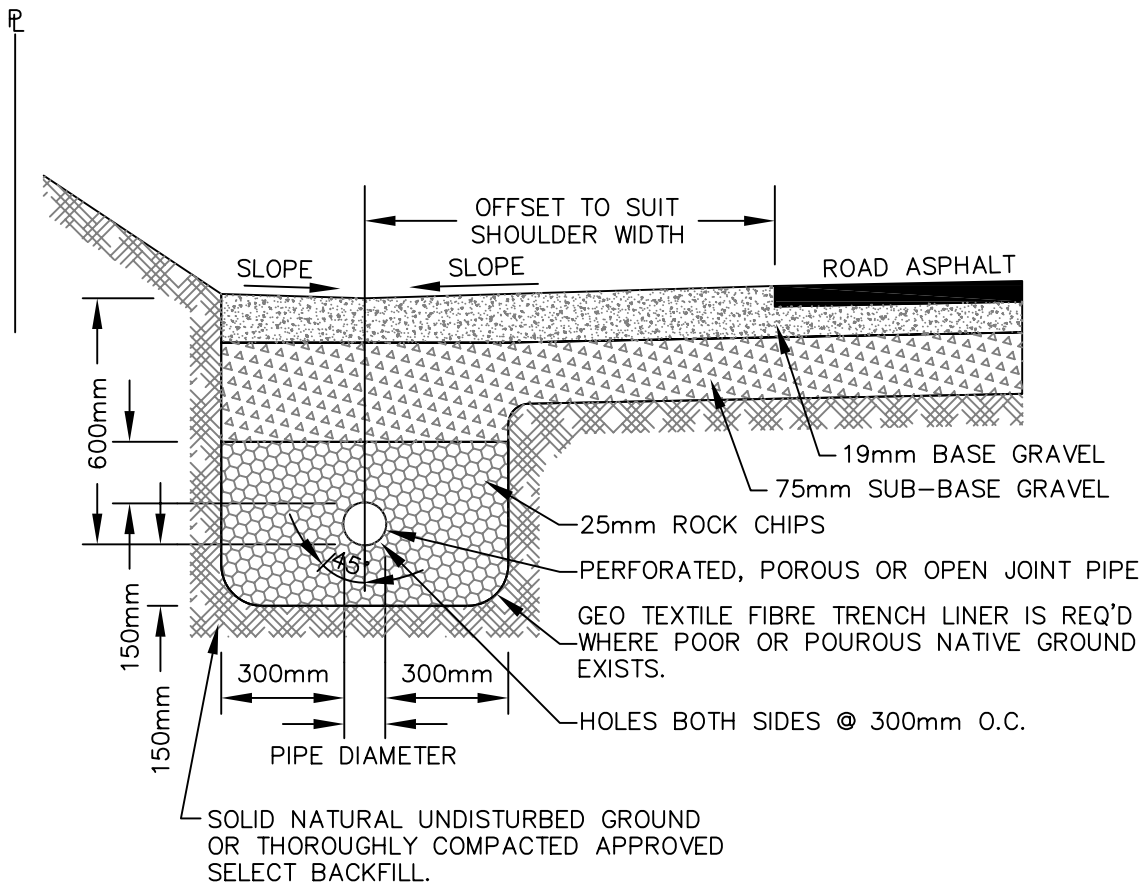 PL
OFFSET TO SUIT
SHOULDER WIDTH
SLOPE
SLOPE
ROAD ASPHALT
600mm
19mm BASE GRAVEL
75mm SUB-BASE GRAVEL
25mm ROCK CHIPS
45°
PERFORATED, POROUS OR OPEN JOINT PIPE
150mm
GEO TEXTILE FIBRE TRENCH LINER IS REQ'D
WHERE POOR OR POUROUS NATIVE GROUND
EXISTS.
300mm
300mm
150mm
HOLES BOTH SIDES @ 300mm O.C.
PIPE DIAMETER
SOLID NATURAL UNDISTURBED GROUND
OR THOROUGHLY COMPACTED APPROVED
SELECT BACKFILL.